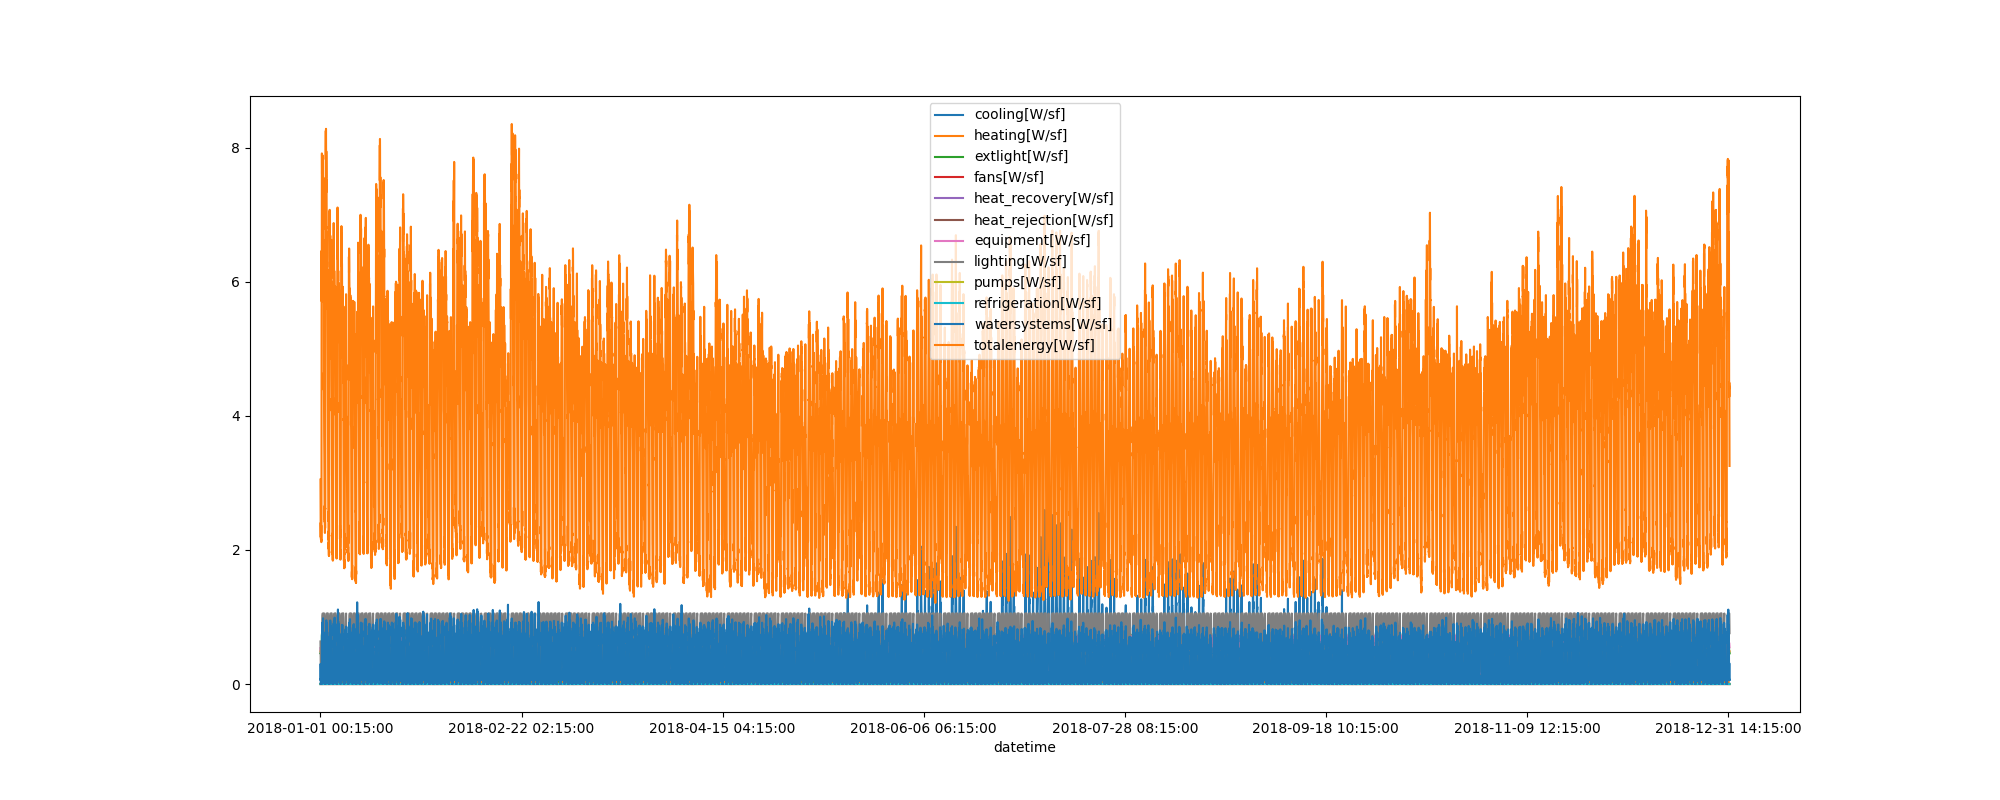 cooling[W/sf]
heating[W/sf]
extlight[W/sf]
fans[W/sf]
heat_recovery[W/sf]
heat_rejection[W/sf]
equipment[W/sf]
lighting[W/sf]
pumps[W/sf]
refrigeration[W/sf]
watersystems[W/sf]
totalenergy[W/sf]
8
6
4
2
0
2018-01-01 00:15:00 2018-02-22 02:15:00 2018-04-15 04:15:00 2018-06-06 06:15:00 2018-07-28 08:15:00 2018-09-18 10:15:00 2018-11-09 12:15:00 2018-12-31 14:15:00
datetime